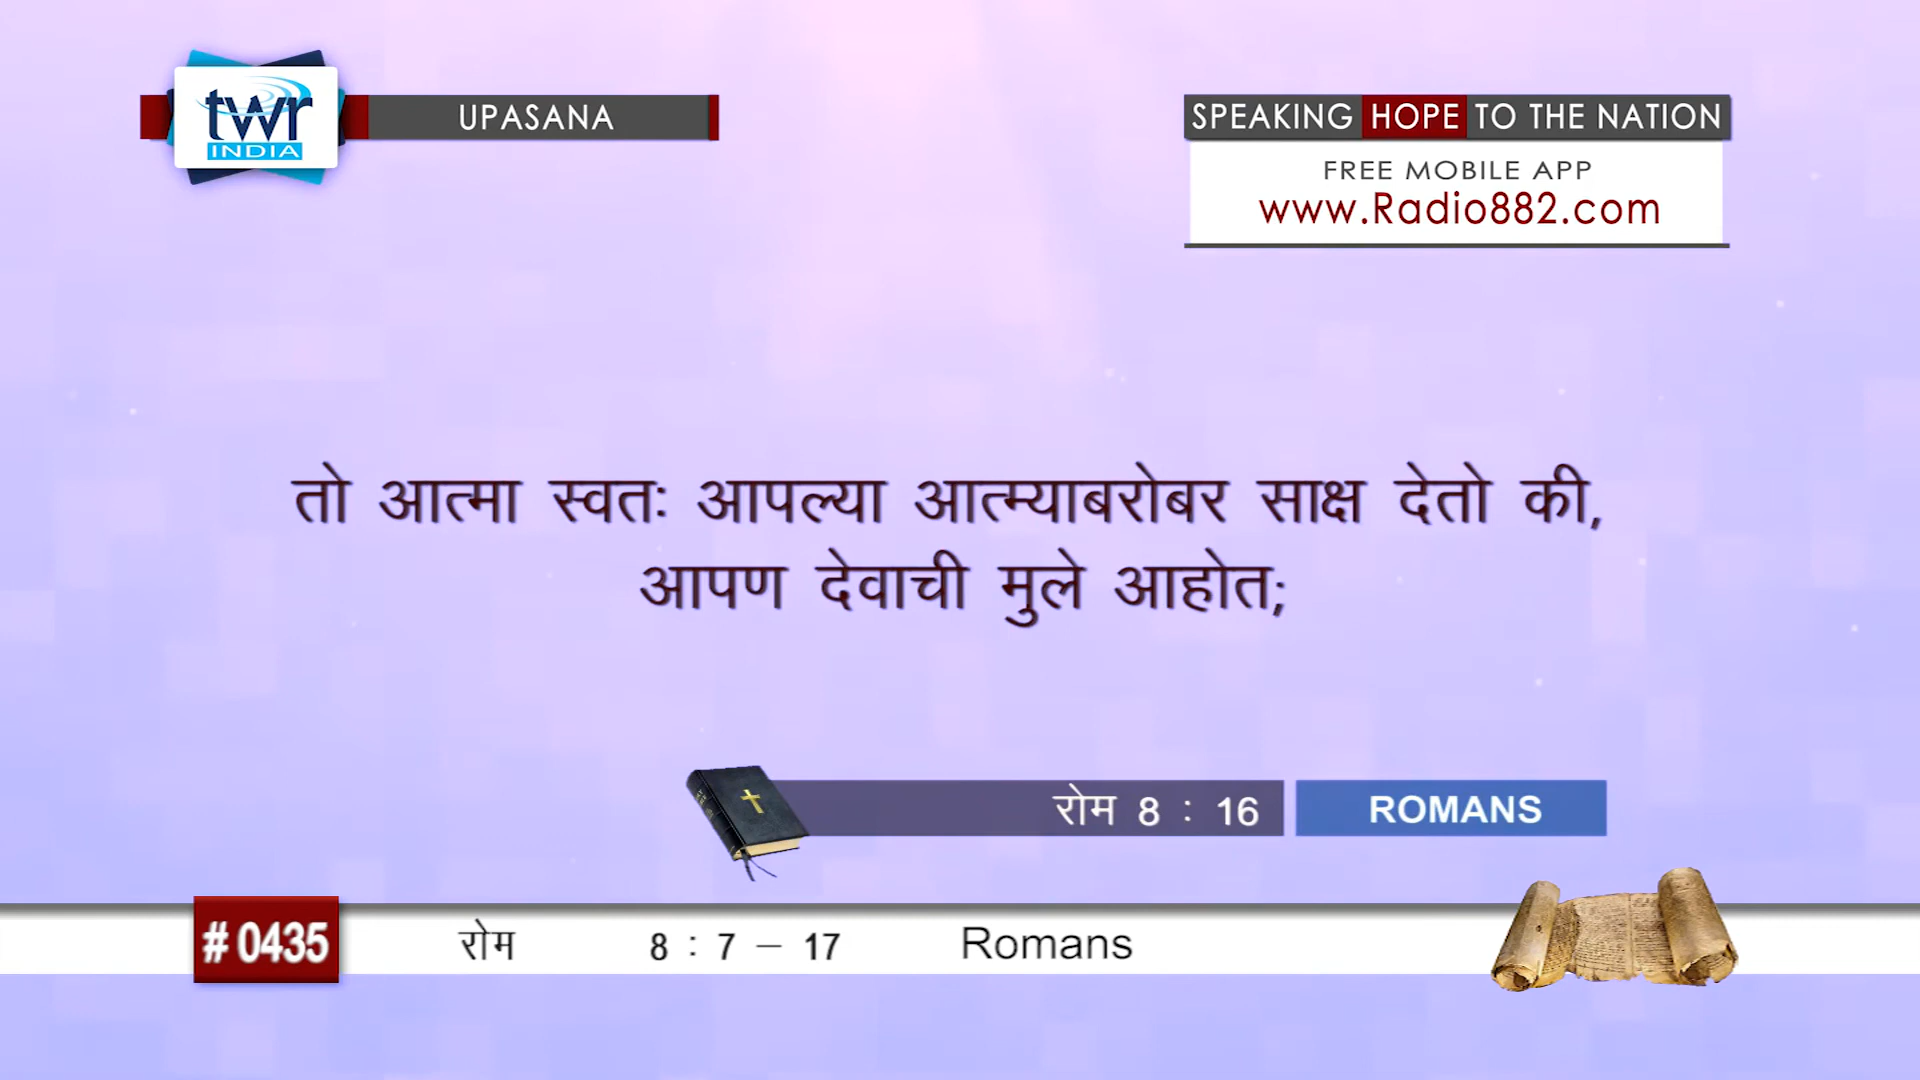 twr
INDIA
UPASANA
SPEAKING HOPE TO THE NATION
FREE MOBILE APP
www.Radio882.com
तो आत्मा स्वतः आपल्या आत्म्याबरोबर साक्ष देतो की,
आपण देवाची मुले आहोत;
रोम 8 : 16
ROMANS
# 0435
रोम 8 : 7 – 17 Romans